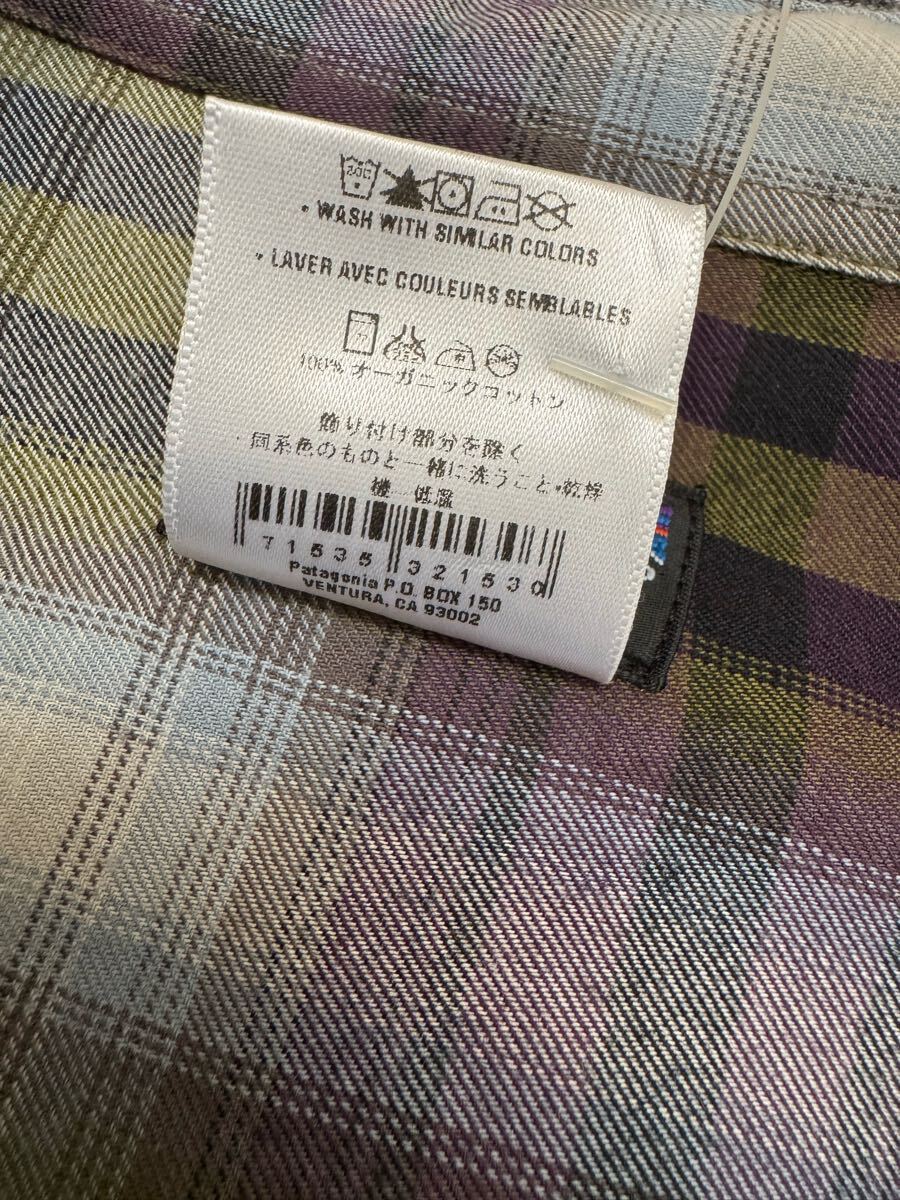 30C
• WASH WITH SIMILAR COLORS
• LAVER AVEC COULEURS SEMBLABLES
100% オーガニックコットン
飾り付け部分を除く
・同系色のものと一緒に洗うこと・乾燥
機 低温
71535 32153
Patagonia P.O. BOX 150
VENTURA, CA 93002